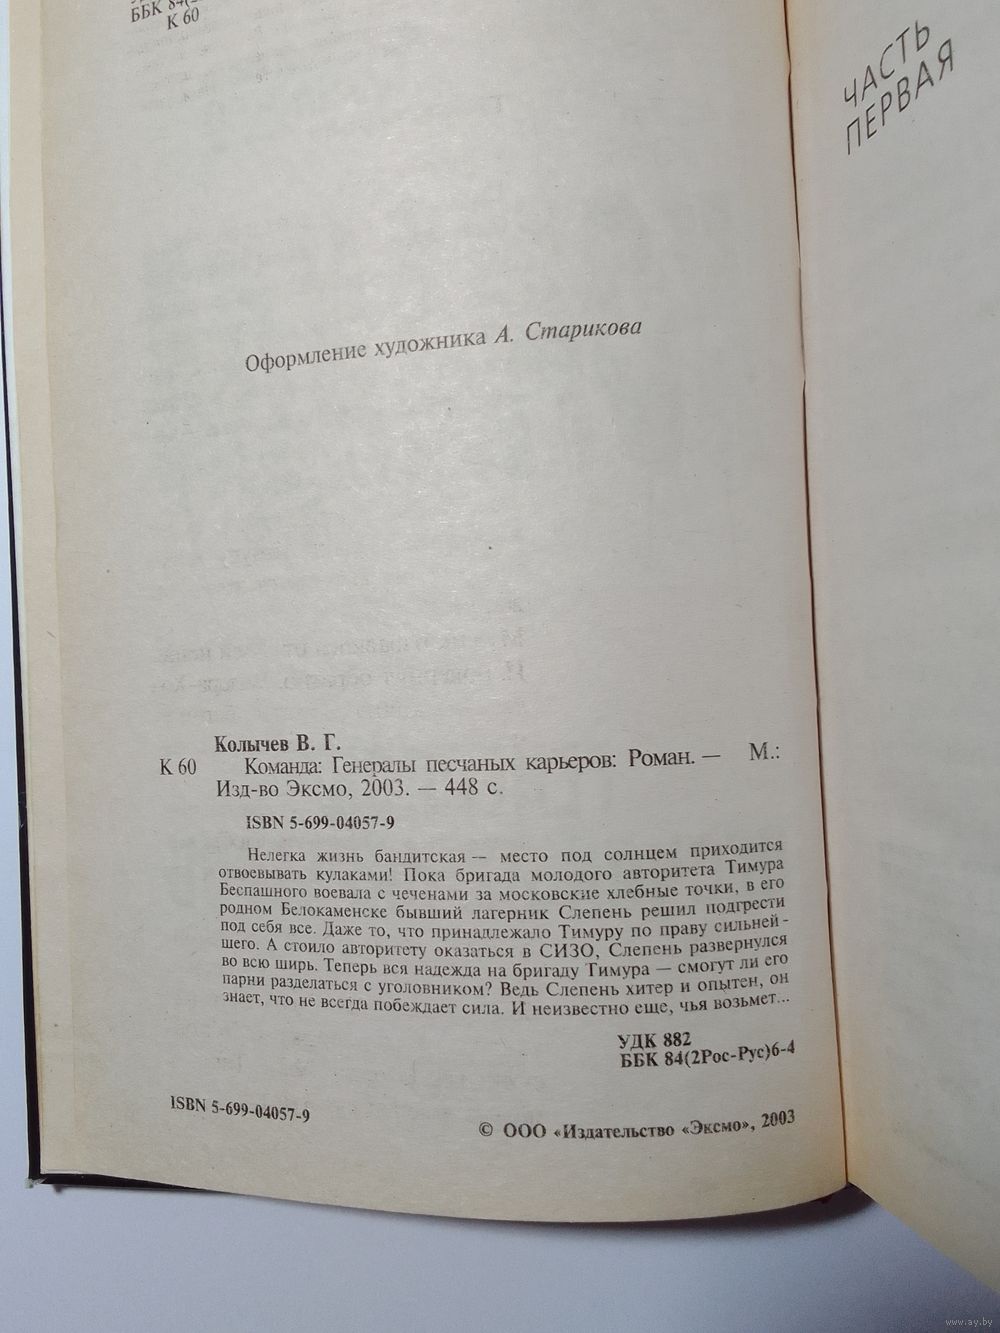 ББК 84(2
К 60
Оформление художника А. Старикова
Колычев В. Г.
К 60 Команда: Генералы песчаных карьеров: Роман. — М.:
Изд-во Эксмо, 2003. — 448 с.
ISBN 5-699-04057-9
Нелегка жизнь бандитская — место под солнцем приходится
отвоевывать кулаками! Пока бригада молодого авторитета Тимура
Беспашного воевала с чеченами за московские хлебные точки, в его
родном Белокаменске бывший лагерник Слепень решил подгрести
под себя все. Даже то, что принадлежало Тимуру по праву сильней-
шего. А стоило авторитету оказаться в СИЗО, Слепень развернулся
во всю ширь. Теперь вся надежда на бригаду Тимура — смогут ли его
парни разделаться с уголовником? Ведь Слепень хитер и опытен, он
знает, что не всегда побеждает сила. И неизвестно еще, чья возьмет...
УДК 882
ББК 84(2Рос-Рус)6-4
ISBN 5-699-04057-9
© ООО «Издательство «Эксмо», 2003
ЧАСТЬ
ПЕРВАЯ
www.ay.by